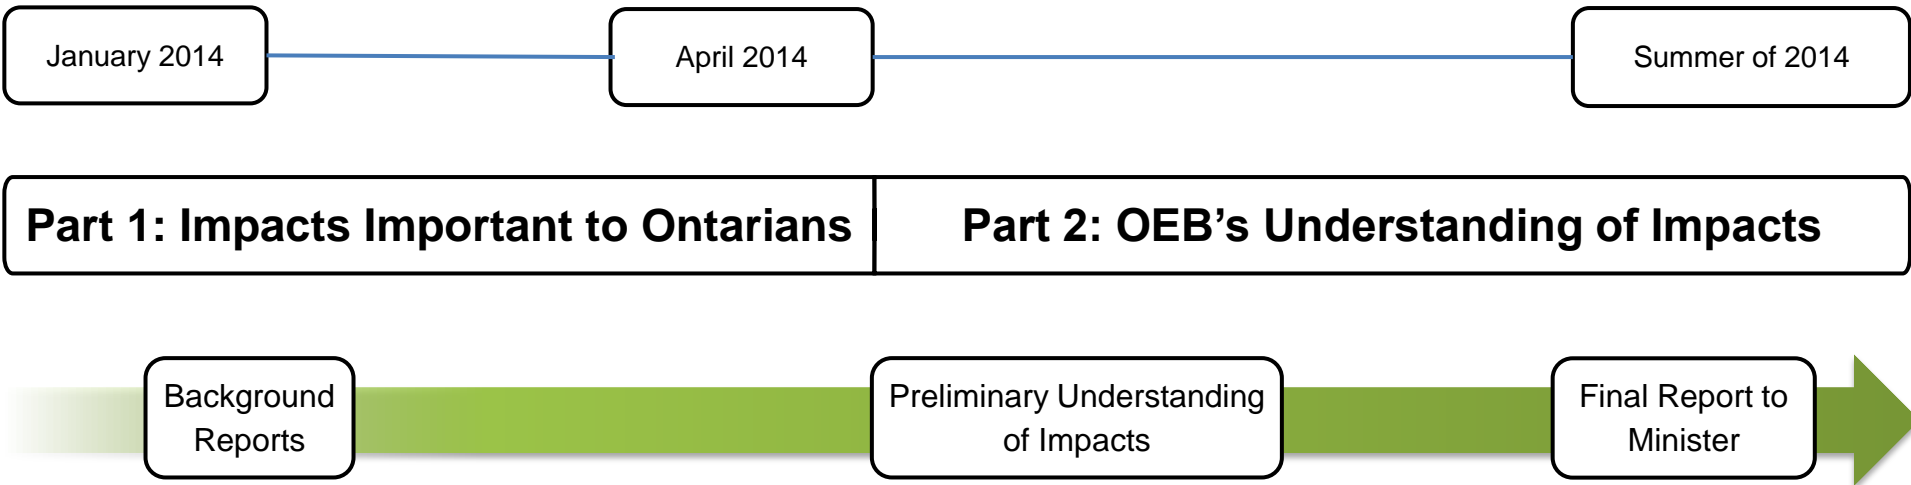 January 2014
April 2014
Summer of 2014
Part 1: Impacts Important to Ontarians
Part 2: OEB’s Understanding of Impacts
Background
Reports
Preliminary Understanding
of Impacts
Final Report to
Minister